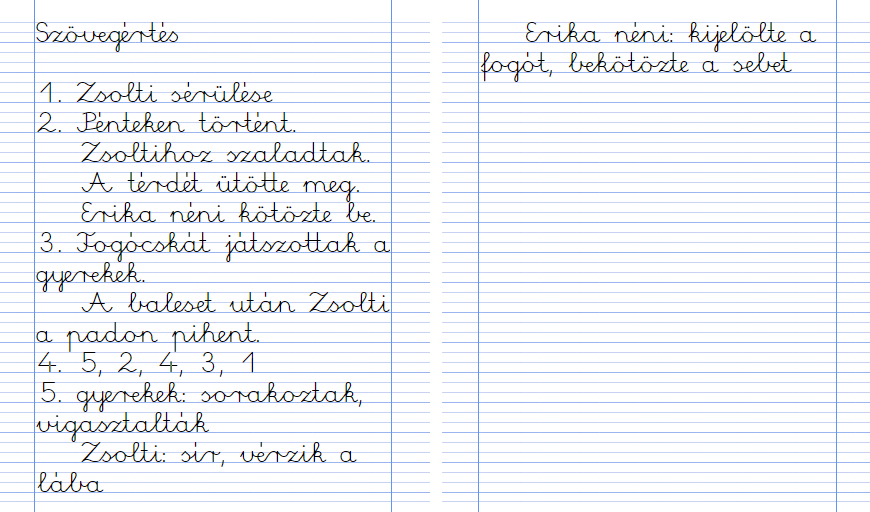 Szövegértés
1. Zsolti sérülése
2. Pénteken történt.
Zsoltihoz szaladtak.
A térdét ütötte meg.
Erika néni kötözte be.
3. Fogócskát játszottak a
gyerekek.
A baleset után Zsolti
a padon pihent.
4. 5, 2, 4, 3, 1
5. gyerekek: sorakoztak,
vigasztalták
Zsolti: sír, vérzik a
lába
Erika néni: kijelölte a
fogót, bekötözte a sebet